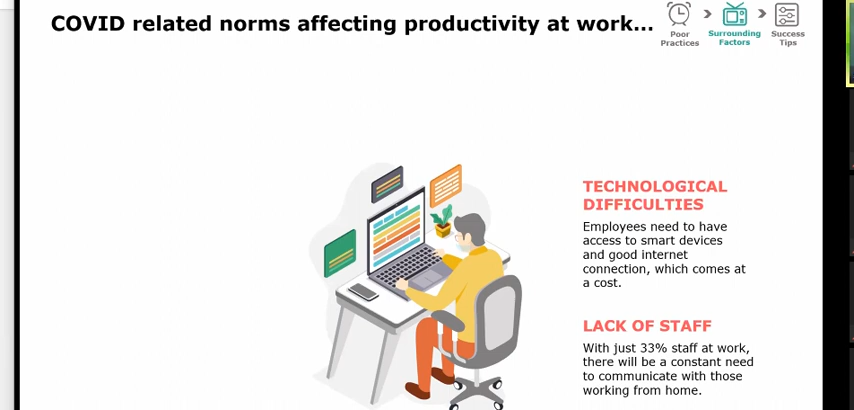 COVID related norms affecting productivity at work...
Poor
Practices
Surrounding
Factors
Success
Tips
TECHNOLOGICAL
DIFFICULTIES
Employees need to have
access to smart devices
and good internet
connection, which comes at
a cost.
LACK OF STAFF
With just 33% staff at work,
there will be a constant need
to communicate with those
working from home.